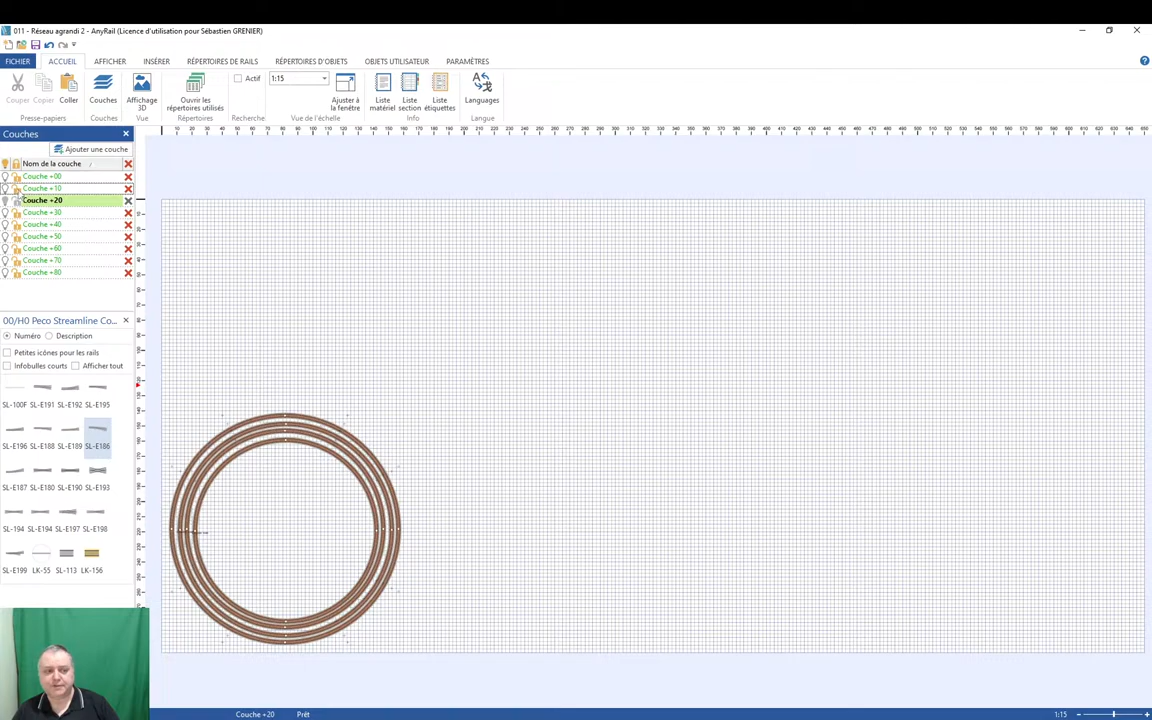 011 - Réseau agrandi 2 - AnyRail (Licence d'utilisation pour Sébastien GRENIER)
FICHIER ACCUEIL AFFICHER INSÉRER RÉPERTOIRES DE RAILS RÉPERTOIRES D'OBJETS OBJETS UTILISATEUR PARAMÈTRES
Actif 1:15
Couper Copier Coller Couches Affichage 3D Ouvrir les répertoires utilisés Ajuster à la fenêtre Liste matériel Liste section Liste étiquettes Languages
Presse-papiers Couches Vue Répertoires Recherche Vue de l'échelle Info Langue
Couches
Ajouter une couche
Nom de la couche
Couche +00
Couche +10
Couche +20
Couche +30
Couche +40
Couche +50
Couche +60
Couche +70
Couche +80
00/H0 Peco Streamline Co...
Numéro Description
Petites icônes pour les rails
Infobulles courts Afficher tout
SL-100F SL-E191 SL-E192 SL-E195
SL-E196 SL-E188 SL-E189 SL-E186
SL-E187 SL-E180 SL-E190 SL-E193
SL-194 SL-E194 SL-E197 SL-E198
SL-E199 LK-55 SL-113 LK-156
Couche +20 Prêt 1:15